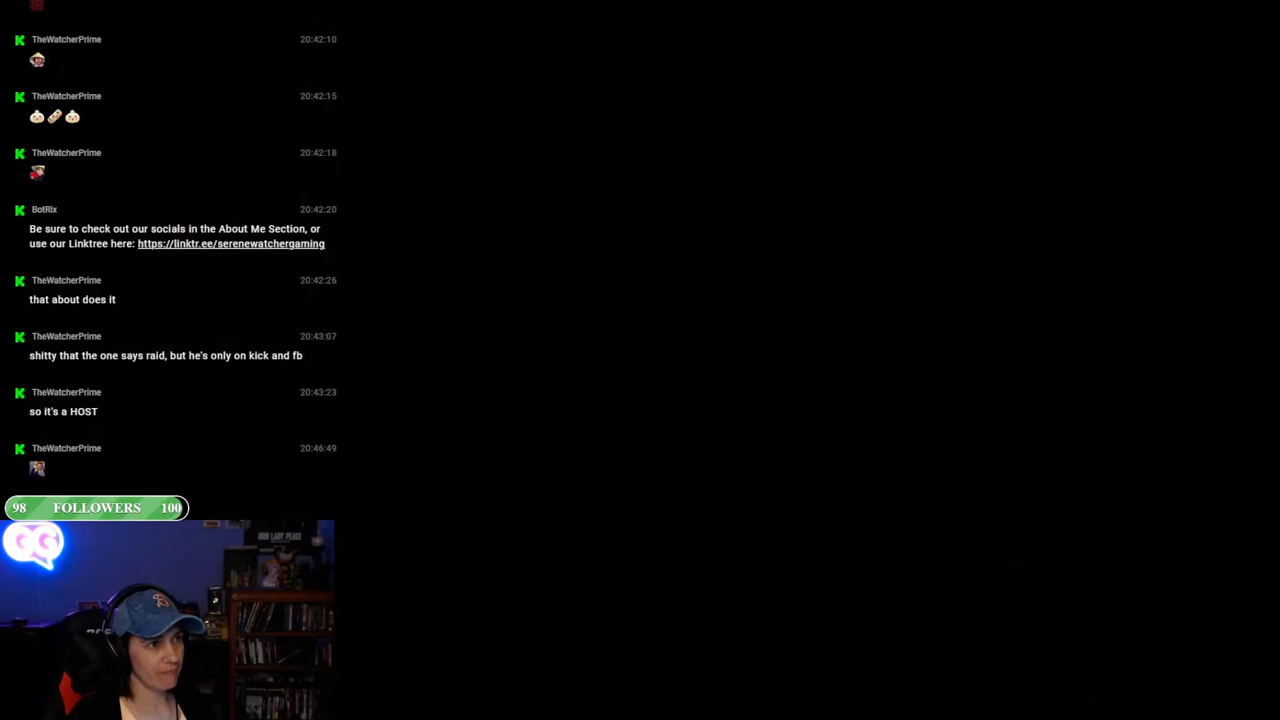 TheWatcherPrime 20:42:10
TheWatcherPrime 20:42:15
TheWatcherPrime 20:42:18
BotRix 20:42:20
Be sure to check out our socials in the About Me Section, or
use our Linktree here: https://linktr.ee/serenewatchergaming
TheWatcherPrime 20:42:26
that about does it
TheWatcherPrime 20:43:07
shitty that the one says raid, but he's only on kick and fb
TheWatcherPrime 20:43:23
so it's a HOST
TheWatcherPrime 20:46:49
98 FOLLOWERS 100
GG
OUR LADY PEACE
B